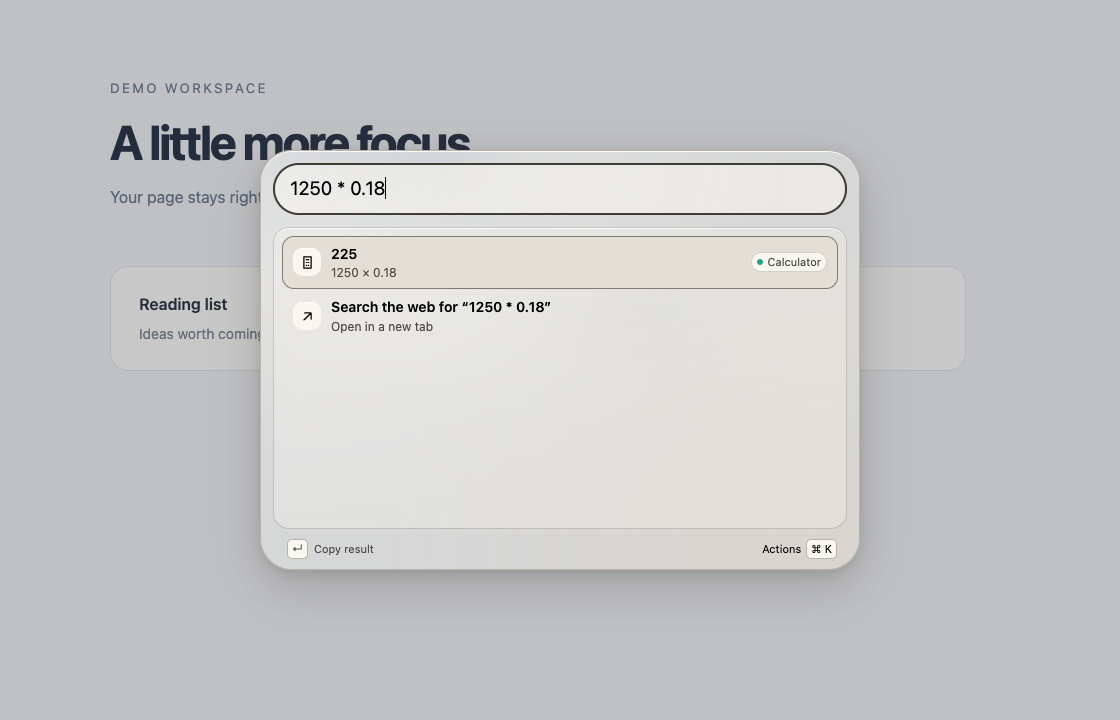 DEMO WORKSPACE
A little more focus
Your page stays right
1250 * 0.18
225
1250 × 0.18
Calculator
Search the web for “1250 * 0.18”
Open in a new tab
Reading list
Ideas worth coming
Copy result
Actions ⌘ K